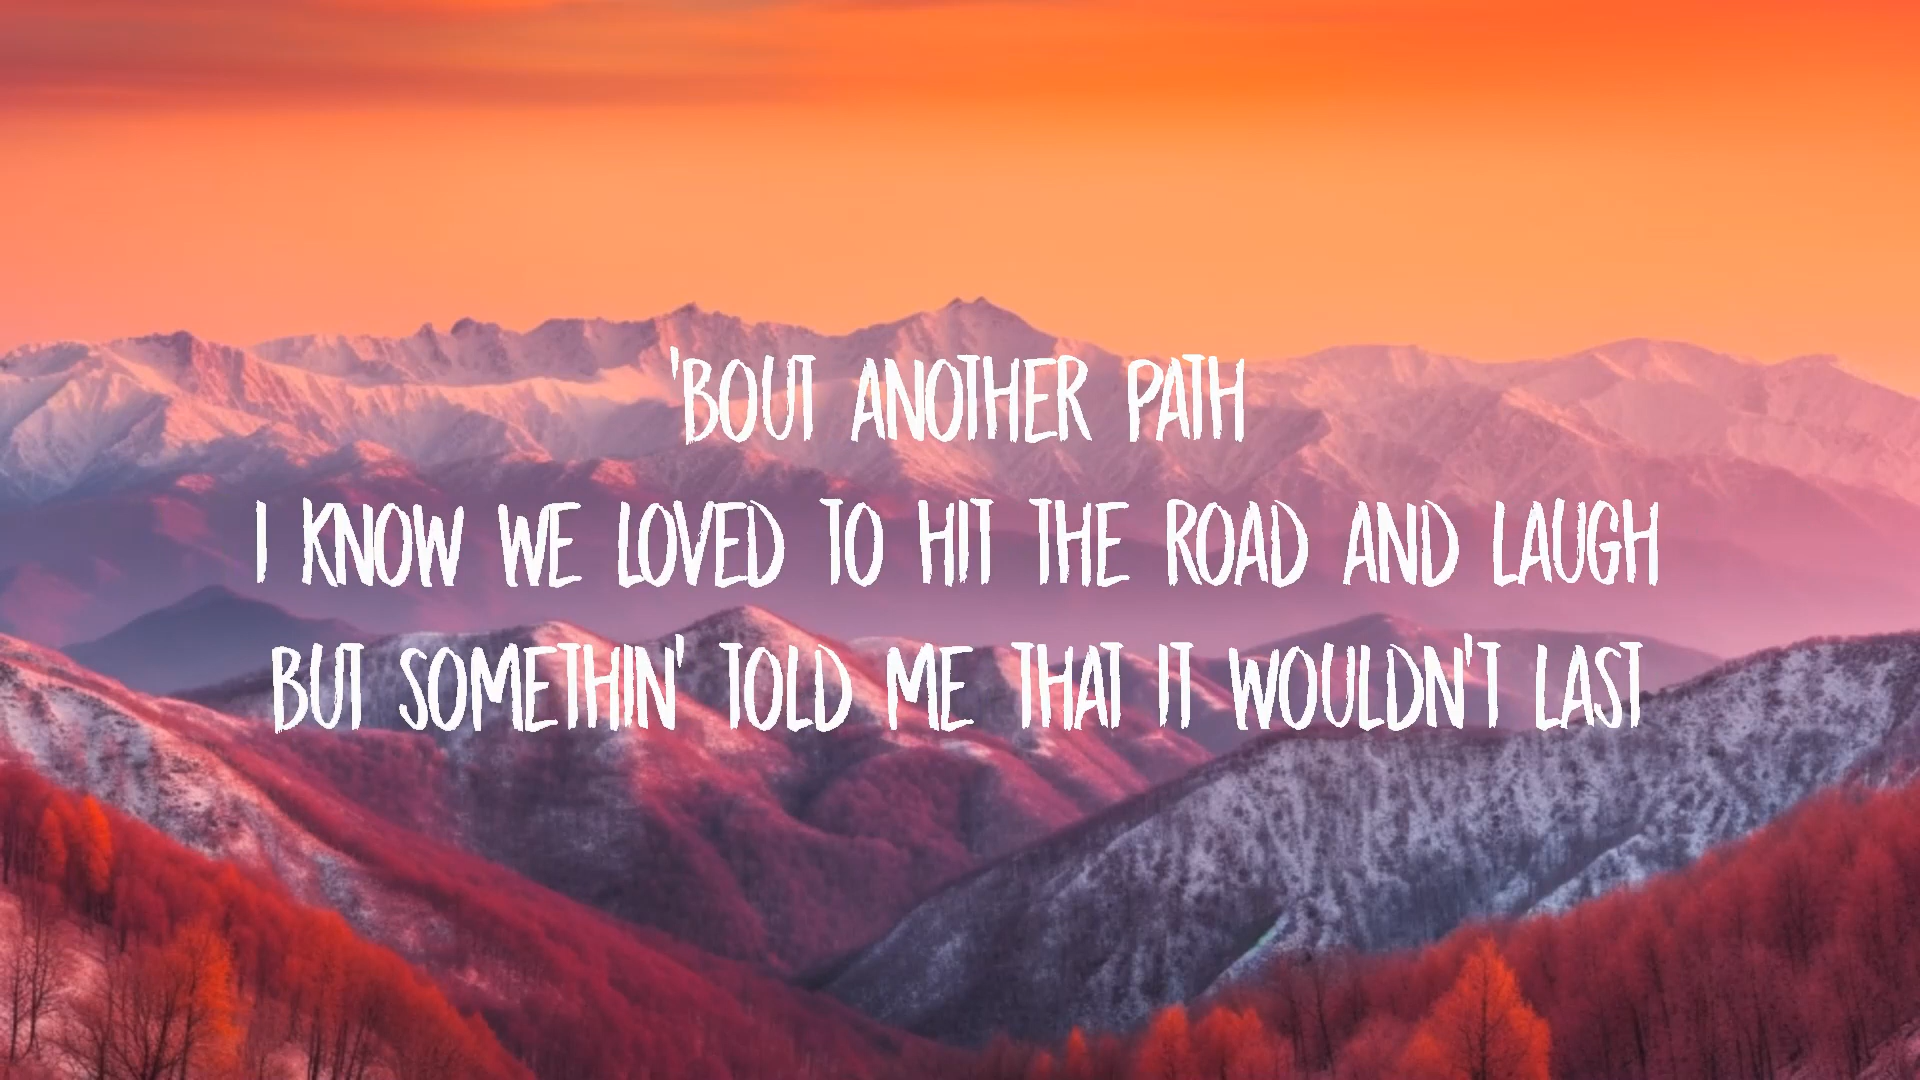 'BOUT ANOTHER PATH
I KNOW WE LOVED TO HIT THE ROAD AND LAUGH
BUT SOMETHIN' TOLD ME THAT IT WOULDN'T LAST